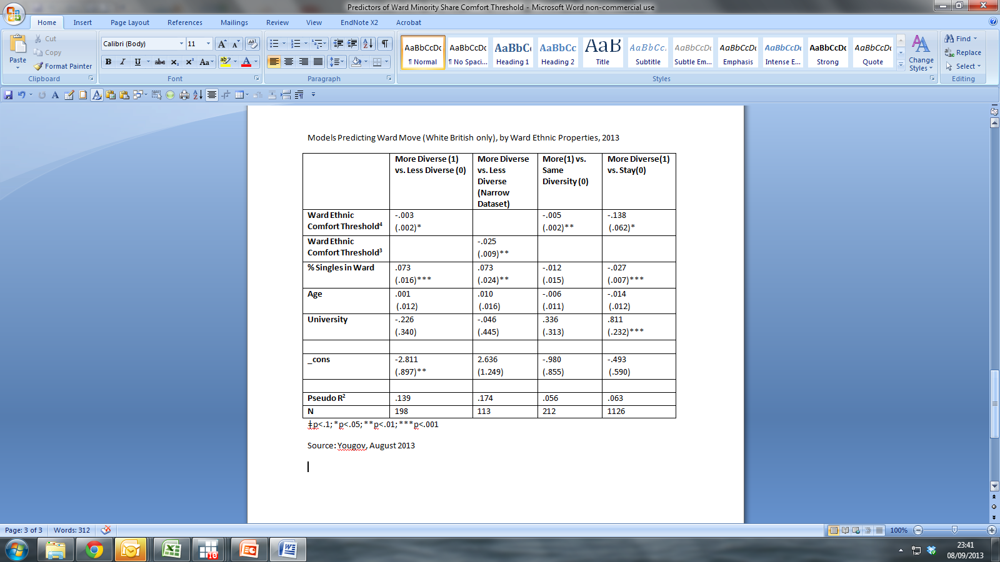 Predictors of Ward Minority Share Comfort Threshold - Microsoft Word non-commercial use
Home Insert Page Layout References Mailings Review View EndNote X2 Acrobat
Paste
Cut
Copy
Format Painter
Clipboard
Calibri (Body) 11
Font
Paragraph
AaBbCcDc AaBbCcDc AaBbC AaBbCc AaB AaBbCc. AaBbCcDc AaBbCcDc AaBbCcDc AaBbCcDc AaBbCcDc
¶ Normal ¶ No Spaci... Heading 1 Heading 2 Title Subtitle Subtle Em... Emphasis Intense E... Strong Quote
Change Styles
Styles
Find
Replace
Select
Editing
Models Predicting Ward Move (White British only), by Ward Ethnic Properties, 2013
More Diverse (1) vs. Less Diverse (0)
More Diverse vs. Less Diverse (Narrow Dataset)
More(1) vs. Same Diversity (0)
More Diverse(1) vs. Stay(0)
Ward Ethnic Comfort Threshold⁴ -.003 (.002)* -.005 (.002)** -.138 (.062)*
Ward Ethnic Comfort Threshold³ -.025 (.009)**
% Singles in Ward .073 (.016)*** .073 (.024)** -.012 (.015) -.027 (.007)***
Age .001 (.012) .010 (.016) -.006 (.011) -.014 (.012)
University -.226 (.340) -.046 (.445) .336 (.313) .811 (.232)***
_cons -2.811 (.897)** 2.636 (1.249) -.980 (.855) -.493 (.590)
Pseudo R² .139 .174 .056 .063
N 198 113 212 1126
ǂp<.1; *p<.05; **p<.01; ***p<.001
Source: Yougov, August 2013
Page: 3 of 3 Words: 312 100%
23:41
08/09/2013